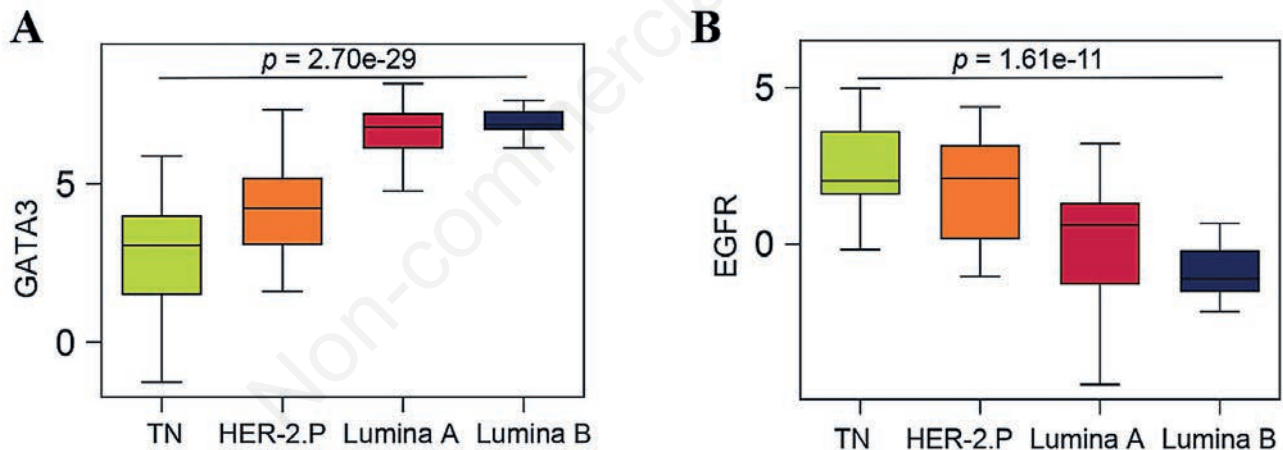 A
p = 2.70e-29
GATA3
5
0
TN HER-2.P Lumina A Lumina B
B
p = 1.61e-11
EGFR
5
0
TN HER-2.P Lumina A Lumina B
Non-commercia